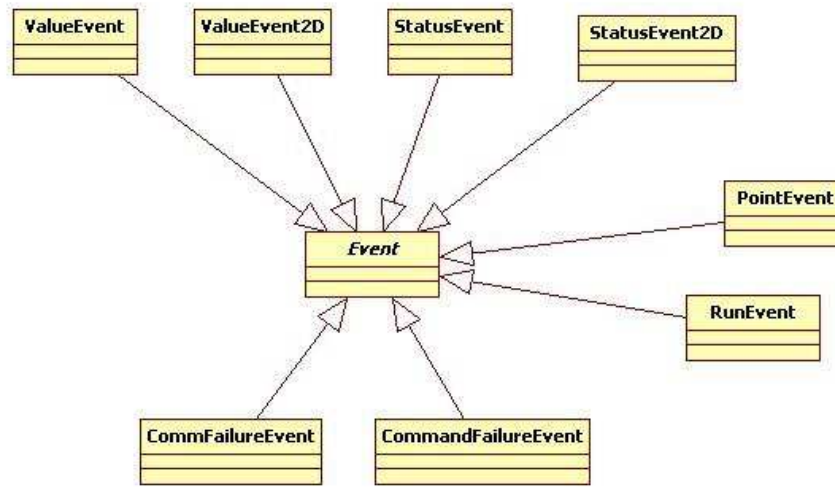 ValueEvent
ValueEvent2D
StatusEvent
StatusEvent2D
PointEvent
Event
RunEvent
CommFailureEvent
CommandFailureEvent